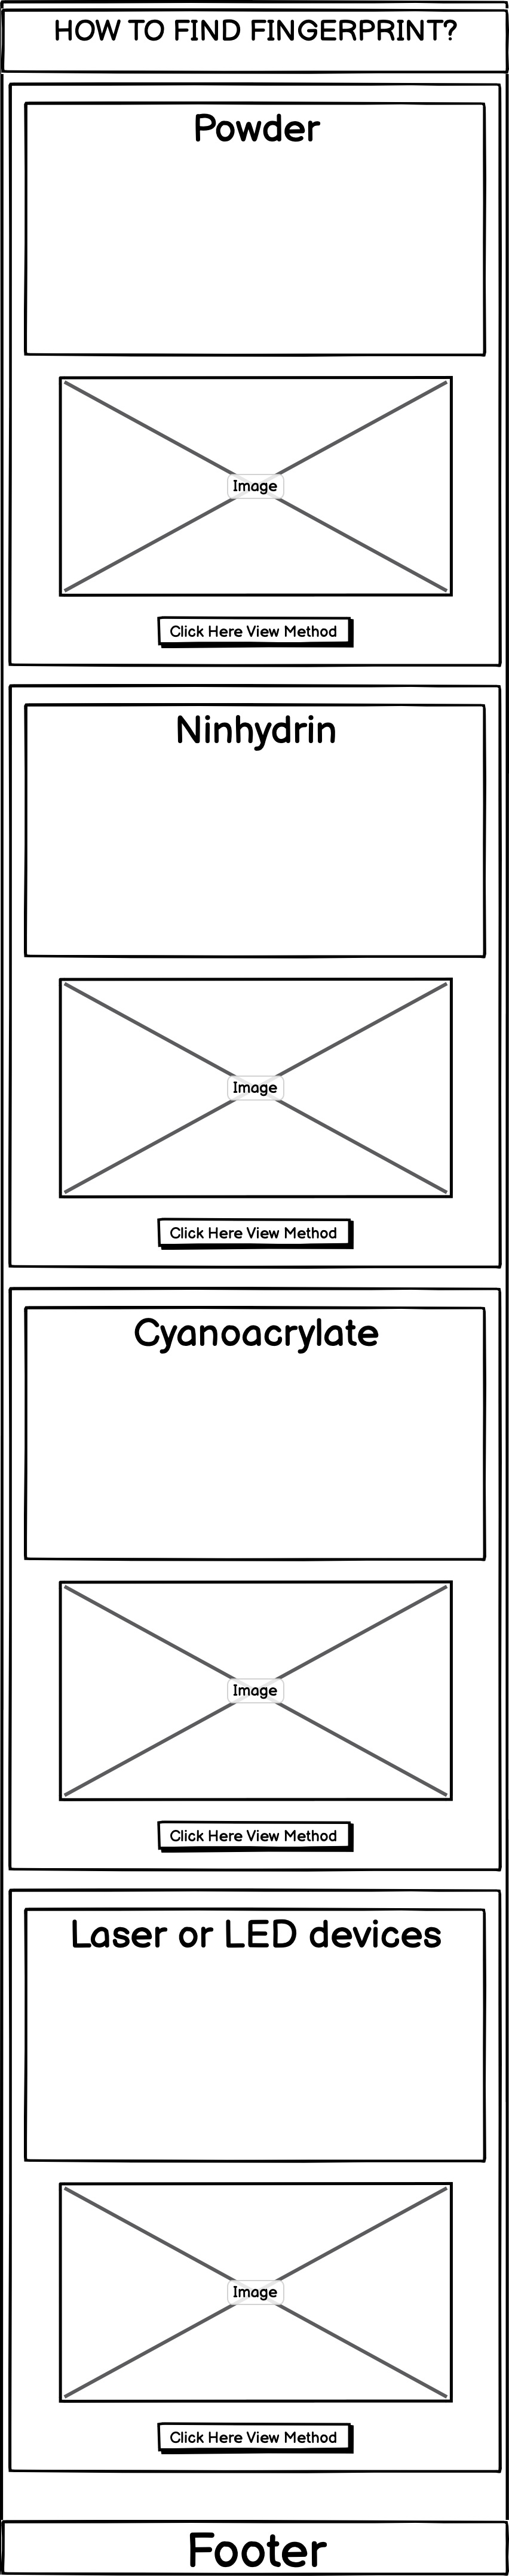 HOW TO FIND FINGERPRINT?
Powder
Image
Click Here View Method
Ninhydrin
Image
Click Here View Method
Cyanoacrylate
Image
Click Here View Method
Laser or LED devices
Image
Click Here View Method
Footer